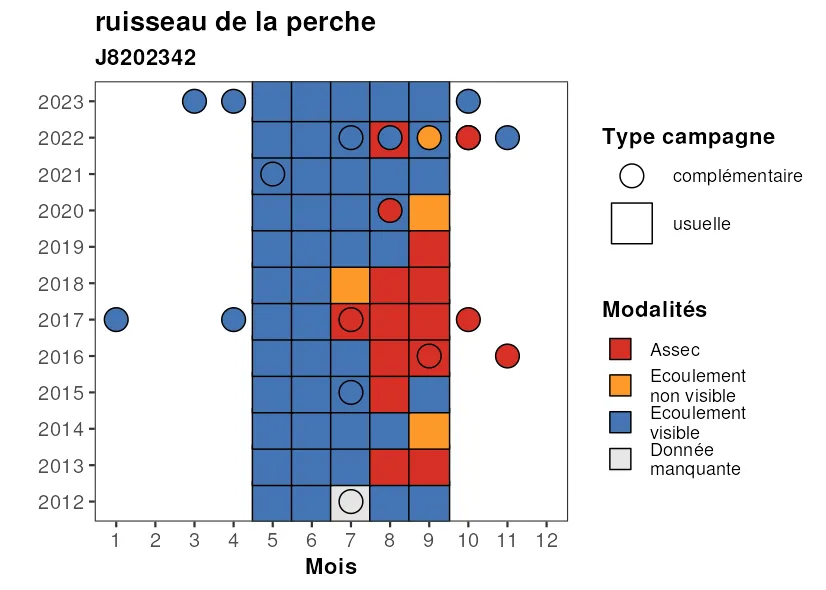 ruisseau de la perche
J8202342
2023
2022
2021
2020
2019
2018
2017
2016
2015
2014
2013
2012
1 2 3 4 5 6 7 8 9 10 11 12
Mois
Type campagne
complémentaire
usuelle
Modalités
Assec
Ecoulement
non visible
Ecoulement
visible
Donnée
manquante